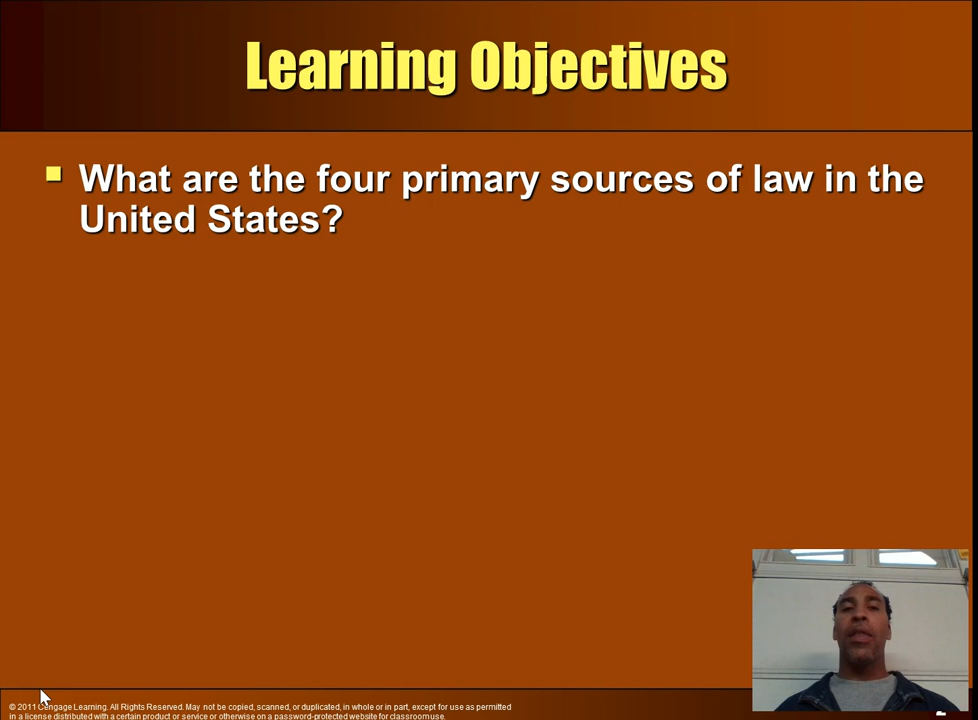 Learning Objectives
What are the four primary sources of law in the
United States?
© 2011 Cengage Learning. All Rights Reserved. May not be copied, scanned, or duplicated, in whole or in part, except for use as permitted
in a license distributed with a certain product or service or otherwise on a password-protected website for classroom use.